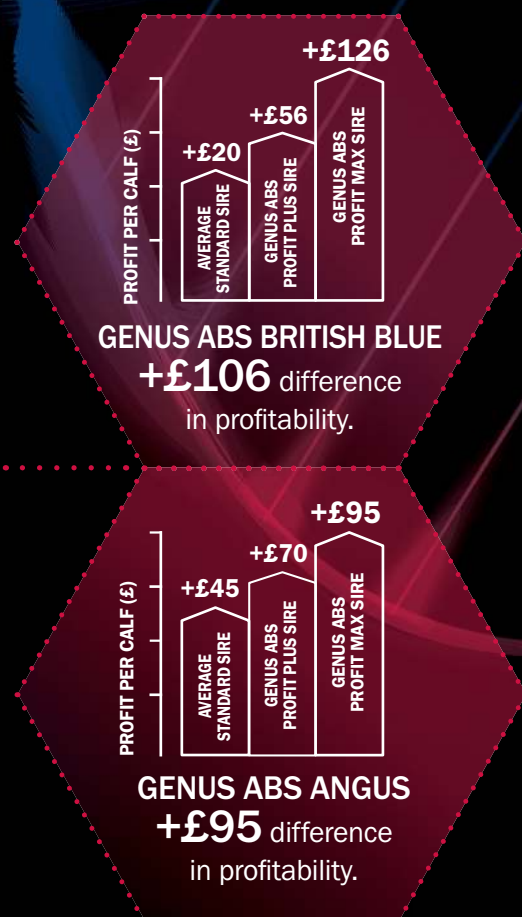 +£126
+£56
+£20
PROFIT PER CALF (£)
AVERAGE
STANDARD SIRE
GENUS ABS
PROFIT PLUS SIRE
GENUS ABS
PROFIT MAX SIRE
GENUS ABS BRITISH BLUE
+£106 difference
in profitability.
+£95
+£70
+£45
PROFIT PER CALF (£)
AVERAGE
STANDARD SIRE
GENUS ABS
PROFIT PLUS SIRE
GENUS ABS
PROFIT MAX SIRE
GENUS ABS ANGUS
+£95 difference
in profitability.